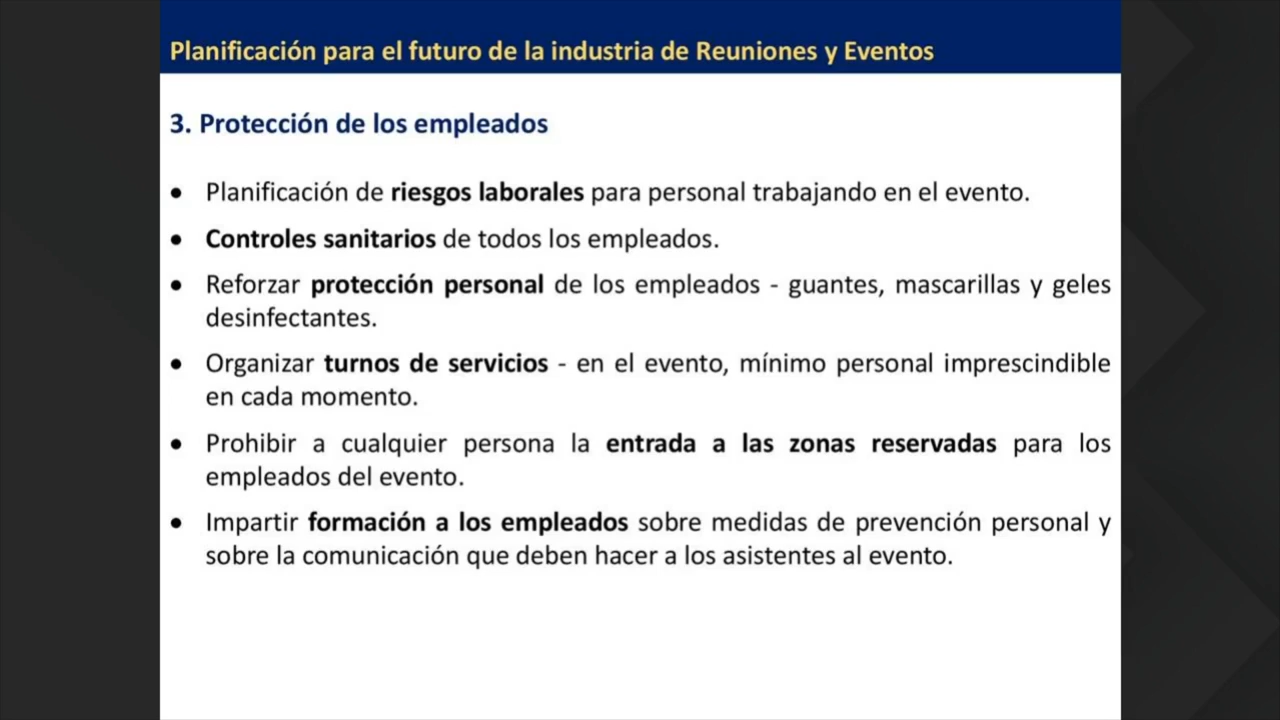 Planificación para el futuro de la industria de Reuniones y Eventos
3. Protección de los empleados
• Planificación de riesgos laborales para personal trabajando en el evento.
• Controles sanitarios de todos los empleados.
• Reforzar protección personal de los empleados - guantes, mascarillas y geles
desinfectantes.
• Organizar turnos de servicios - en el evento, mínimo personal imprescindible
en cada momento.
• Prohibir a cualquier persona la entrada a las zonas reservadas para los
empleados del evento.
• Impartir formación a los empleados sobre medidas de prevención personal y
sobre la comunicación que deben hacer a los asistentes al evento.